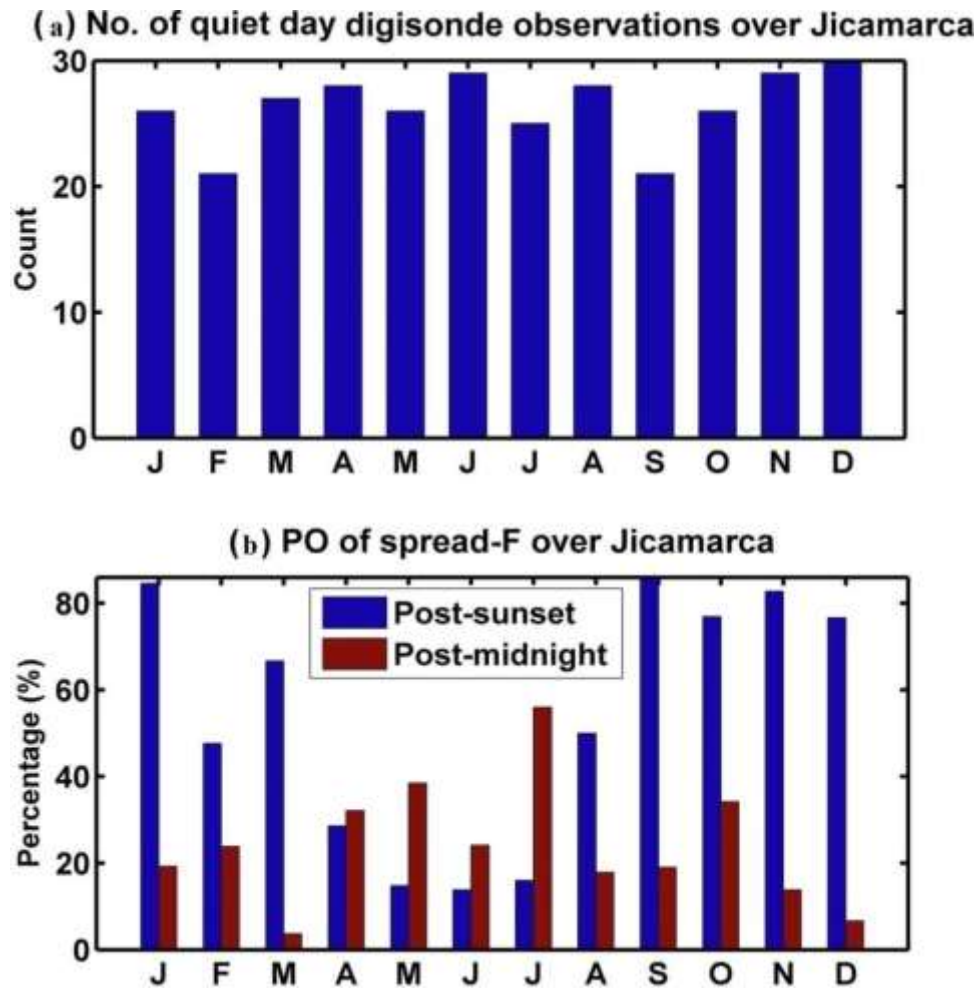 (a) No. of quiet day digisonde observations over Jicamarca
30
20
10
0
Count
J F M A M J J A S O N D
(b) PO of spread-F over Jicamarca
80
60
40
20
0
Percentage (%)
Post-sunset
Post-midnight
J F M A M J J A S O N D